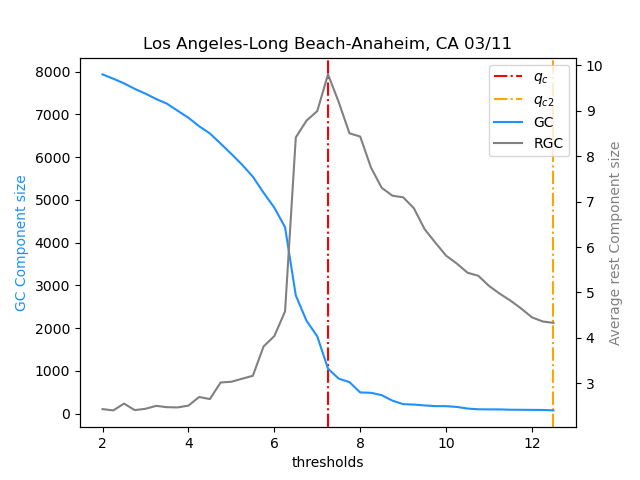 Los Angeles-Long Beach-Anaheim, CA 03/11
GC Component size
8000
7000
6000
5000
4000
3000
2000
1000
0
2
4
6
8
10
12
thresholds
10
9
8
7
6
5
4
3
Average rest Component size
q_c
q_c2
GC
RGC